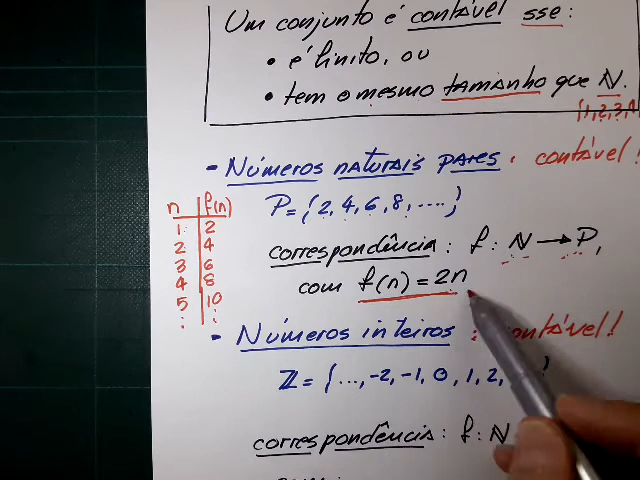 Um conjunto é contável sse:
• é finito, ou
• tem o mesmo tamanho que ℕ.
{1,2,3,4
- Números naturais pares: contável!
P={2,4,6,8,....}
n f(n)
1 2
2 4
3 6
4 8
5 10
⋮ ⋮
correspondência: f: ℕ → P,
com f(n) = 2n
- Números inteiros: contável!
ℤ={...,-2,-1,0,1,2, }
correspondência: f: ℕ